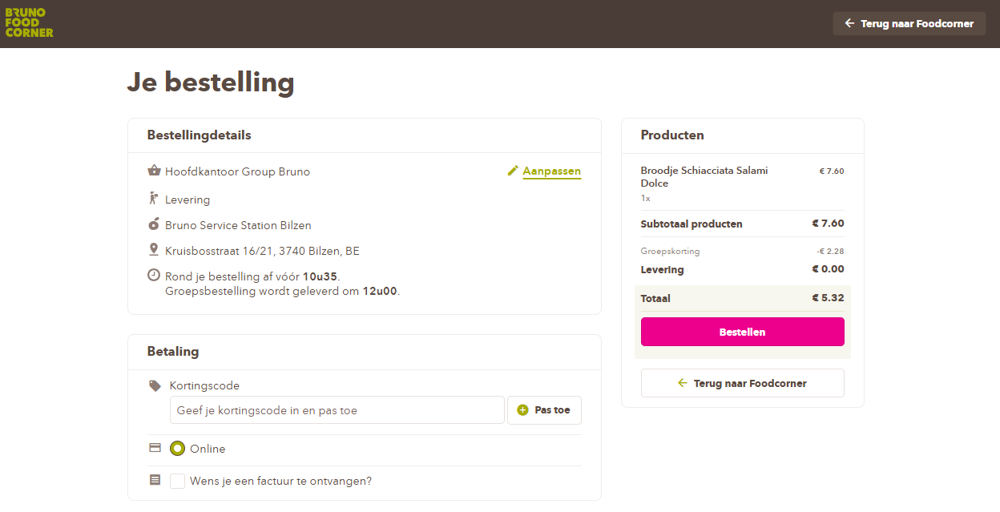 BRUNO
FOOD
CORNER
Terug naar Foodcorner
Je bestelling
Bestellingdetails
Hoofdkantoor Group Bruno
Aanpassen
Levering
Bruno Service Station Bilzen
Kruisbosstraat 16/21, 3740 Bilzen, BE
Rond je bestelling af vóór 10u35.
Groepsbestelling wordt geleverd om 12u00.
Betaling
Kortingscode
Geef je kortingscode in en pas toe
Pas toe
Online
Wens je een factuur te ontvangen?
Producten
Broodje Schiacciata Salami € 7.60
Dolce
1x
Subtotaal producten € 7.60
Groepskorting -€ 2.28
Levering € 0.00
Totaal € 5.32
Bestellen
Terug naar Foodcorner